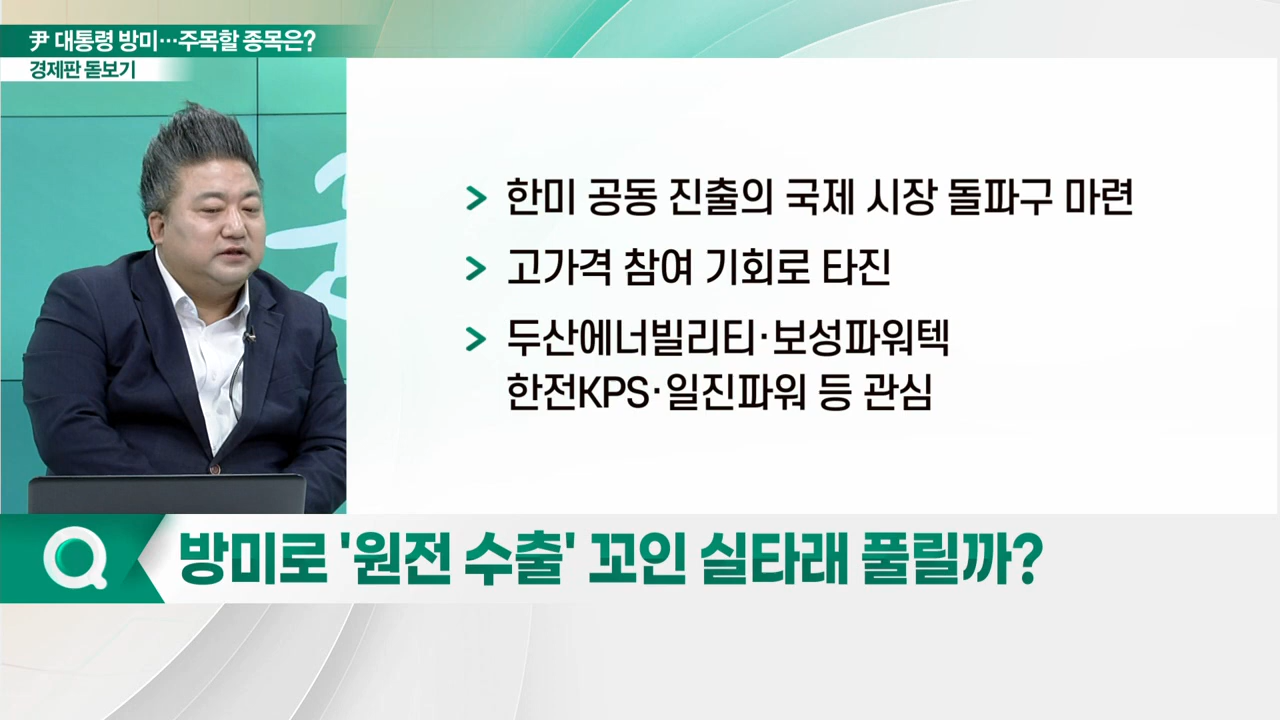 尹 대통령 방미…주목할 종목은?
경제판 돋보기
> 한미 공동 진출의 국제 시장 돌파구 마련
> 고가격 참여 기회로 타진
> 두산에너빌리티·보성파워텍
한전KPS·일진파워 등 관심
Q 방미로 '원전 수출' 꼬인 실타래 풀릴까?